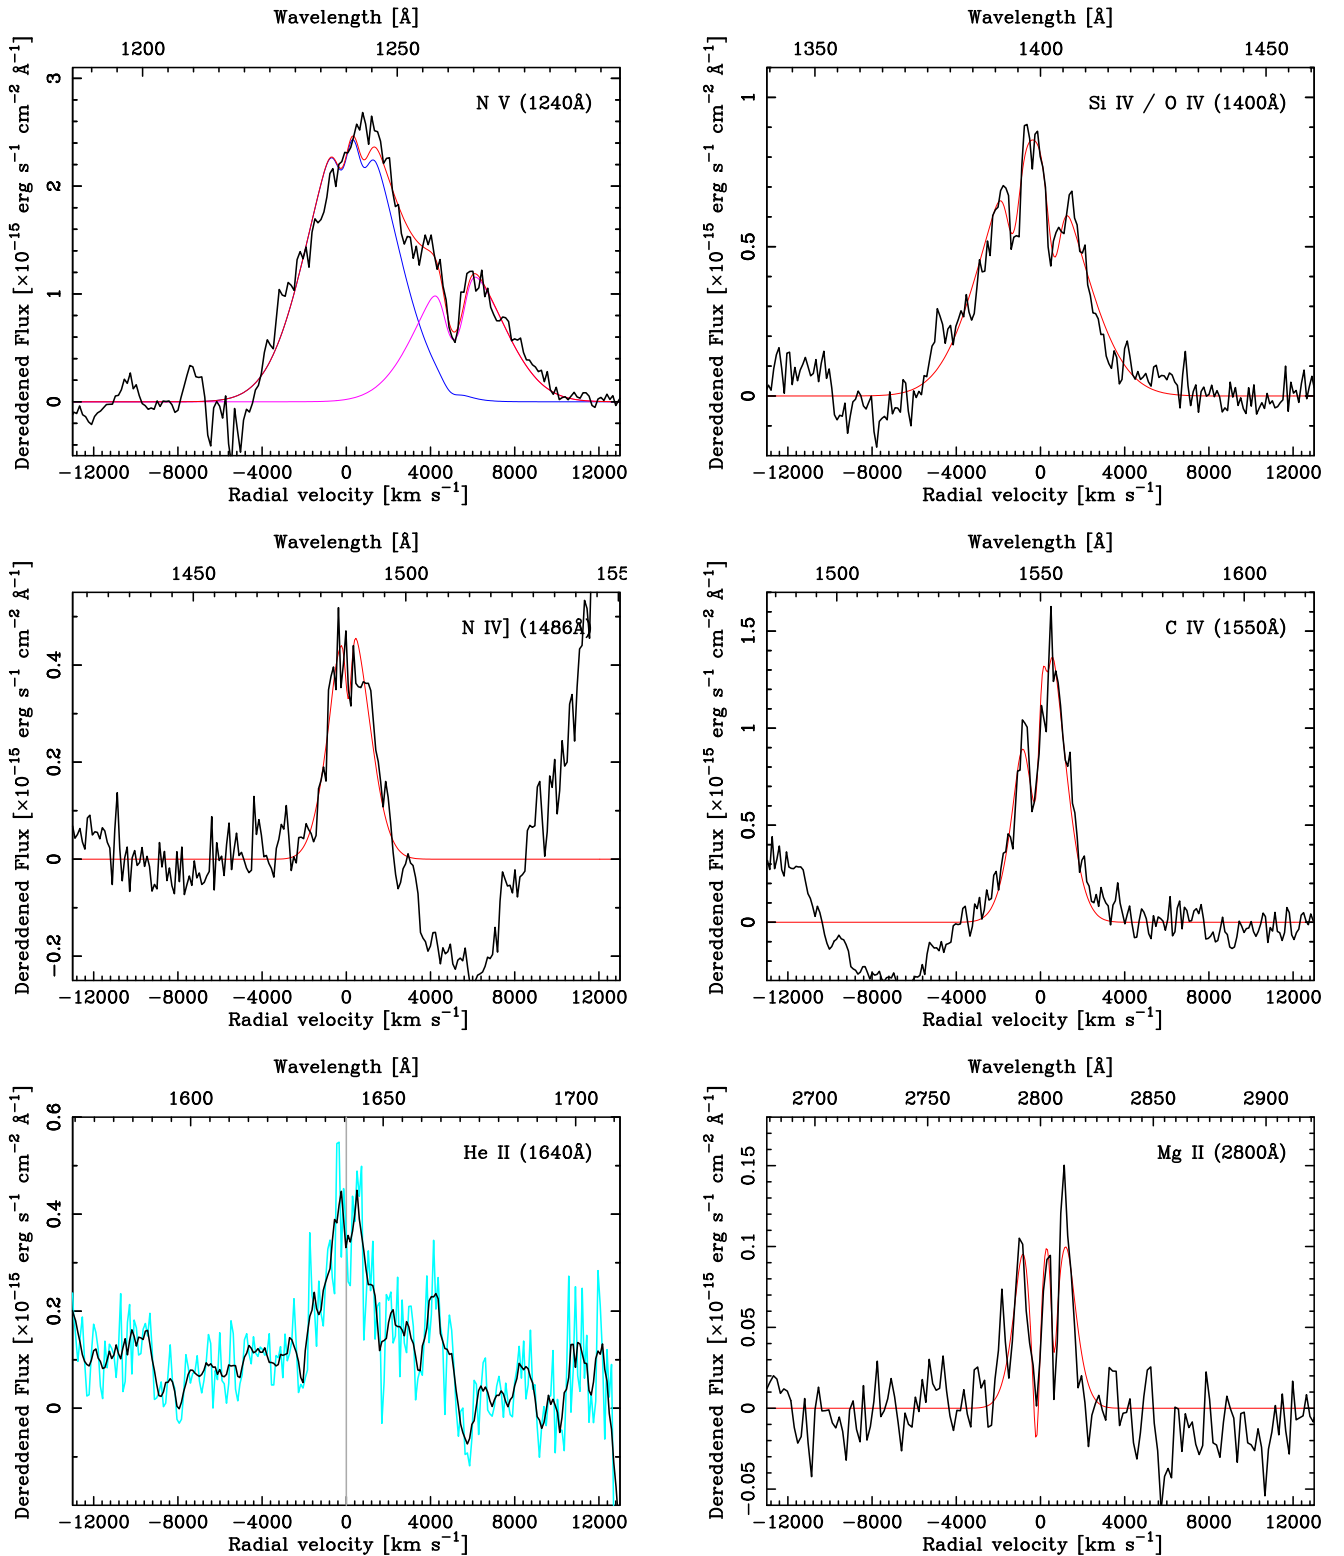 Wavelength [Å]
1200 1250
3
2
1
0
Dereddened Flux [×10−15 erg s−1 cm−2 Å−1]
N V (1240Å)
−12000 −8000 −4000 0 4000 8000 12000
Radial velocity [km s−1]
Wavelength [Å]
1350 1400 1450
1
0.5
0
Dereddened Flux [×10−15 erg s−1 cm−2 Å−1]
Si IV / O IV (1400Å)
−12000 −8000 −4000 0 4000 8000 12000
Radial velocity [km s−1]
Wavelength [Å]
1450 1500 155
0.4
0.2
0
−0.2
Dereddened Flux [×10−15 erg s−1 cm−2 Å−1]
N IV] (1486Å)
−12000 −8000 −4000 0 4000 8000 12000
Radial velocity [km s−1]
Wavelength [Å]
1500 1550 1600
1.5
1
0.5
0
Dereddened Flux [×10−15 erg s−1 cm−2 Å−1]
C IV (1550Å)
−12000 −8000 −4000 0 4000 8000 12000
Radial velocity [km s−1]
Wavelength [Å]
1600 1650 1700
0.6
0.4
0.2
0
Dereddened Flux [×10−15 erg s−1 cm−2 Å−1]
He II (1640Å)
−12000 −8000 −4000 0 4000 8000 12000
Radial velocity [km s−1]
Wavelength [Å]
2700 2750 2800 2850 2900
0.15
0.1
0.05
0
−0.05
Dereddened Flux [×10−15 erg s−1 cm−2 Å−1]
Mg II (2800Å)
−12000 −8000 −4000 0 4000 8000 12000
Radial velocity [km s−1]